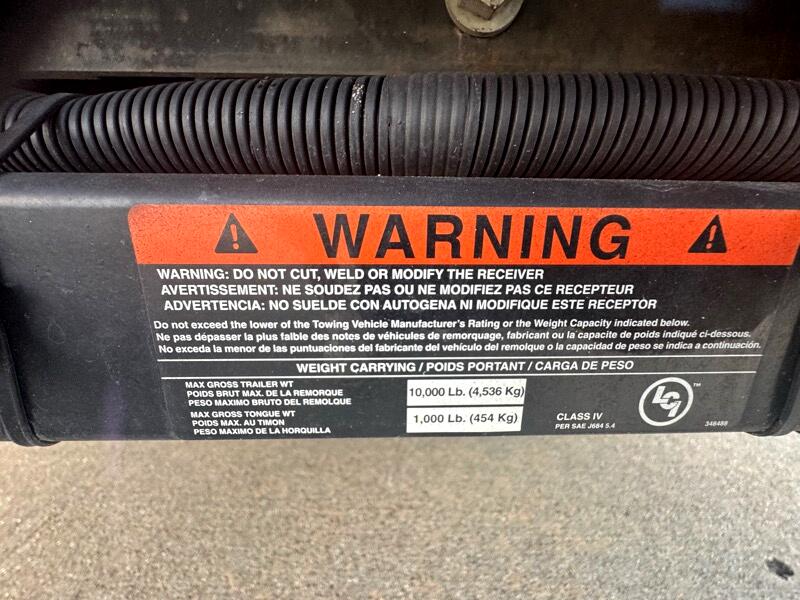 WARNING
WARNING: DO NOT CUT, WELD OR MODIFY THE RECEIVER
AVERTISSEMENT: NE SOUDEZ PAS OU NE MODIFIEZ PAS CE RECEPTEUR
ADVERTENCIA: NO SUELDE CON AUTOGENA NI MODIFIQUE ESTE RECEPTOR
Do not exceed the lower of the Towing Vehicle Manufacturer's Rating or the Weight Capacity indicated below.
Ne pas dépasser la plus faible des notes de véhicules de remorquage, fabricant ou la capacite de poids indiqué ci-dessous.
No exceda la menor de las puntuaciones del fabricante del vehículo del remolque o la capacidad de peso se indica a continuación.
WEIGHT CARRYING / POIDS PORTANT / CARGA DE PESO
MAX GROSS TRAILER WT
POIDS BRUT MAX. DE LA REMORQUE
PESO MAXIMO BRUTO DEL REMOLQUE
10,000 Lb. (4,536 Kg)
MAX GROSS TONGUE WT
POIDS MAX. AU TIMON
PESO MAXIMO DE LA HORQUILLA
1,000 Lb. (454 Kg)
CLASS IV
PER SAE J684 5.4
LCI™
348488